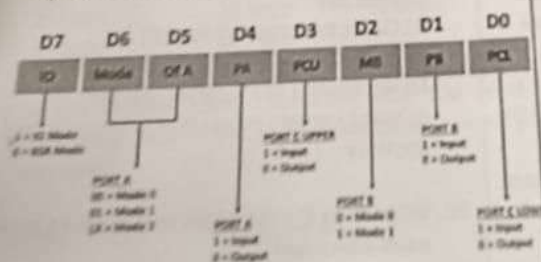 D7 D6 D5 D4 D3 D2 D1 D0
IO Mode Of A PA PCU MB PB PCL
1 = IO Mode
0 = BSR Mode
PORT A
00 = Mode 0
01 = Mode 1
1X = Mode 2
PORT A
1 = Input
0 = Output
PORT C UPPER
1 = Input
0 = Output
PORT B
0 = Mode 0
1 = Mode 1
PORT B
1 = Input
0 = Output
PORT C LOW
1 = Input
0 = Output